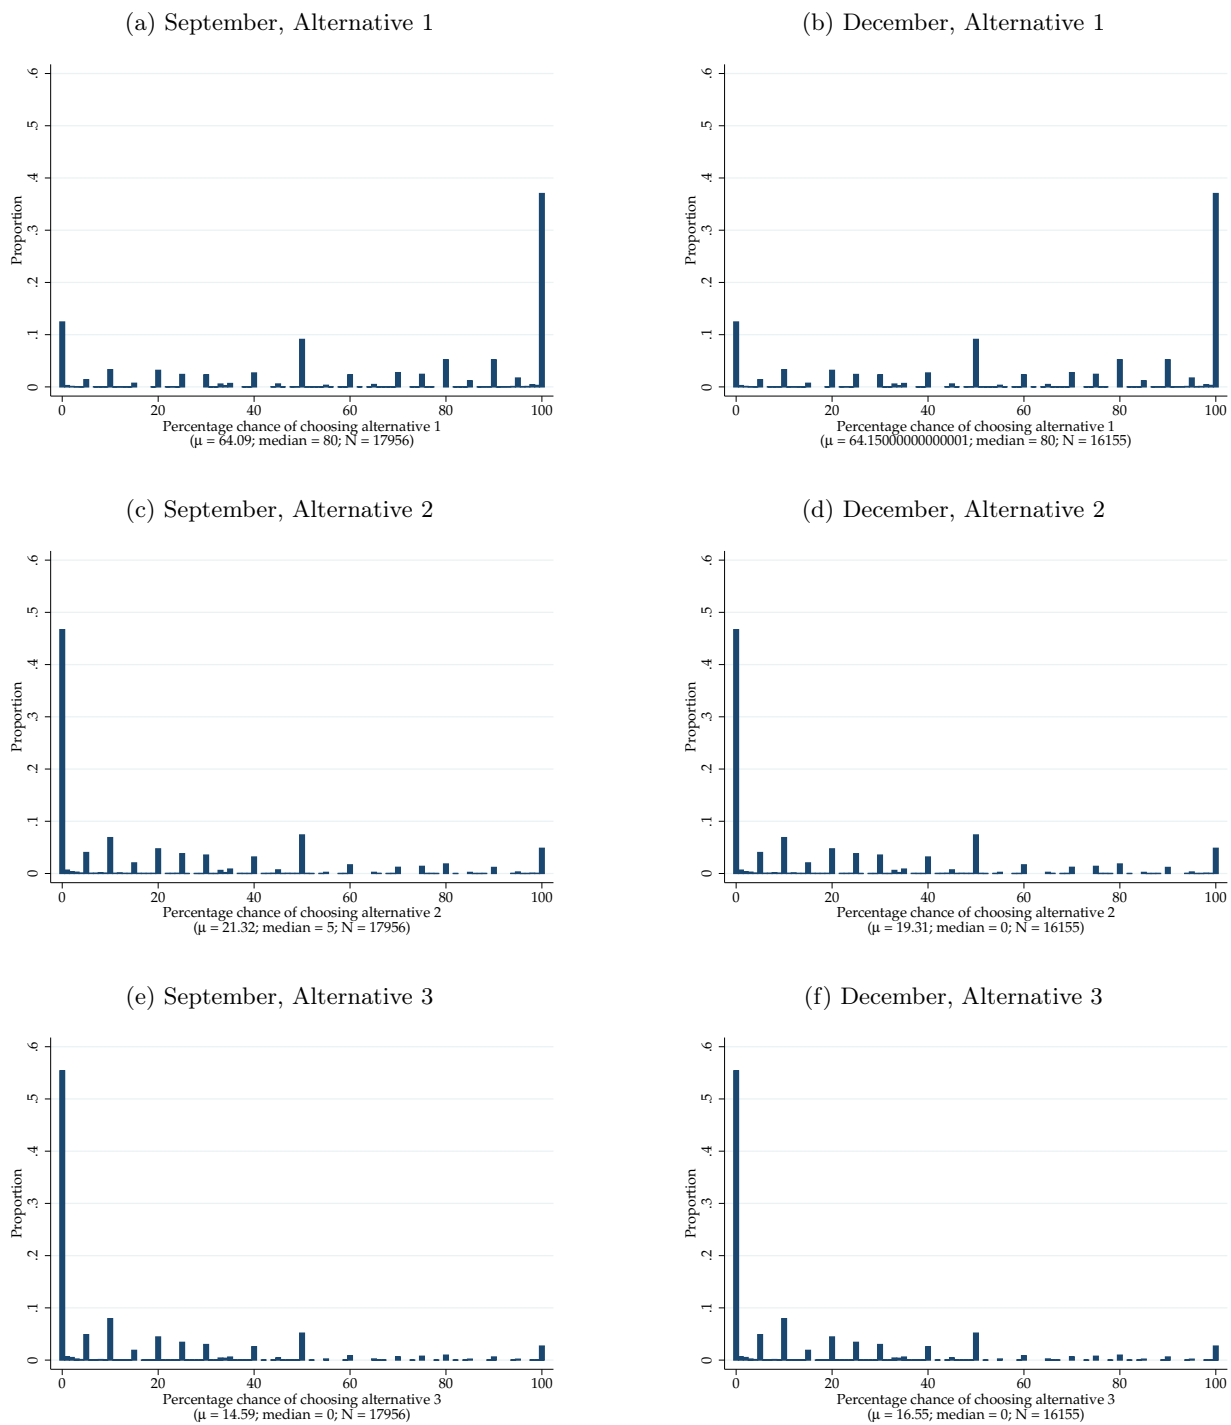 (a) September, Alternative 1
Proportion
.6
.5
.4
.3
.2
.1
0
0 20 40 60 80 100
Percentage chance of choosing alternative 1
(μ = 64.09; median = 80; N = 17956)
(b) December, Alternative 1
Proportion
.6
.5
.4
.3
.2
.1
0
0 20 40 60 80 100
Percentage chance of choosing alternative 1
(μ = 64.15000000000001; median = 80; N = 16155)
(c) September, Alternative 2
Proportion
.6
.5
.4
.3
.2
.1
0
0 20 40 60 80 100
Percentage chance of choosing alternative 2
(μ = 21.32; median = 5; N = 17956)
(d) December, Alternative 2
Proportion
.6
.5
.4
.3
.2
.1
0
0 20 40 60 80 100
Percentage chance of choosing alternative 2
(μ = 19.31; median = 0; N = 16155)
(e) September, Alternative 3
Proportion
.6
.5
.4
.3
.2
.1
0
0 20 40 60 80 100
Percentage chance of choosing alternative 3
(μ = 14.59; median = 0; N = 17956)
(f) December, Alternative 3
Proportion
.6
.5
.4
.3
.2
.1
0
0 20 40 60 80 100
Percentage chance of choosing alternative 3
(μ = 16.55; median = 0; N = 16155)